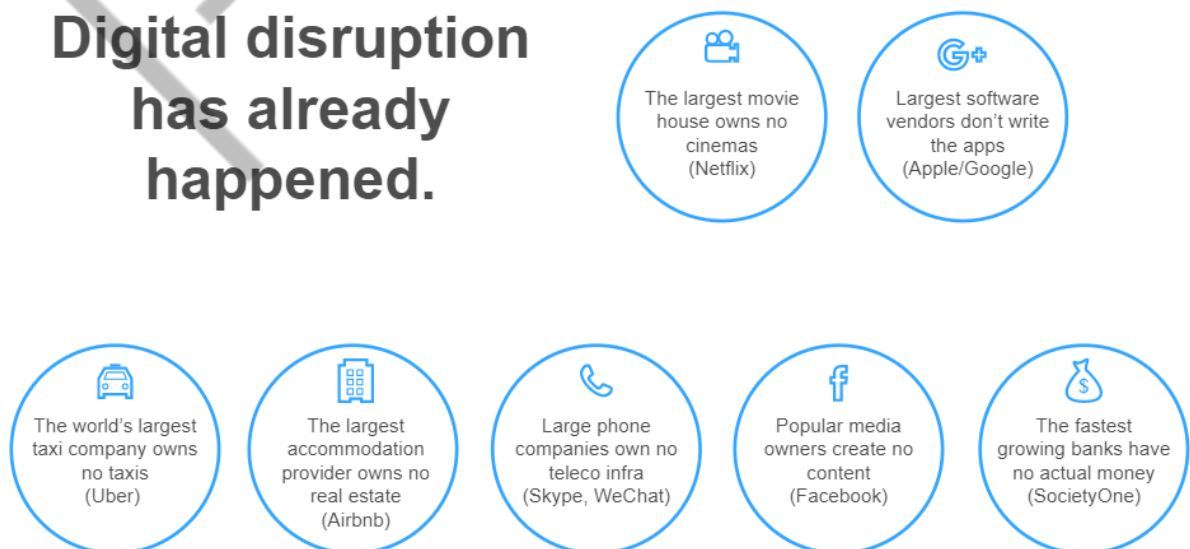 Digital disruption
has already
happened.
The largest movie
house owns no
cinemas
(Netflix)
G+
Largest software
vendors don't write
the apps
(Apple/Google)
The world's largest
taxi company owns
no taxis
(Uber)
The largest
accommodation
provider owns no
real estate
(Airbnb)
Large phone
companies own no
teleco infra
(Skype, WeChat)
f
Popular media
owners create no
content
(Facebook)
$
The fastest
growing banks have
no actual money
(SocietyOne)